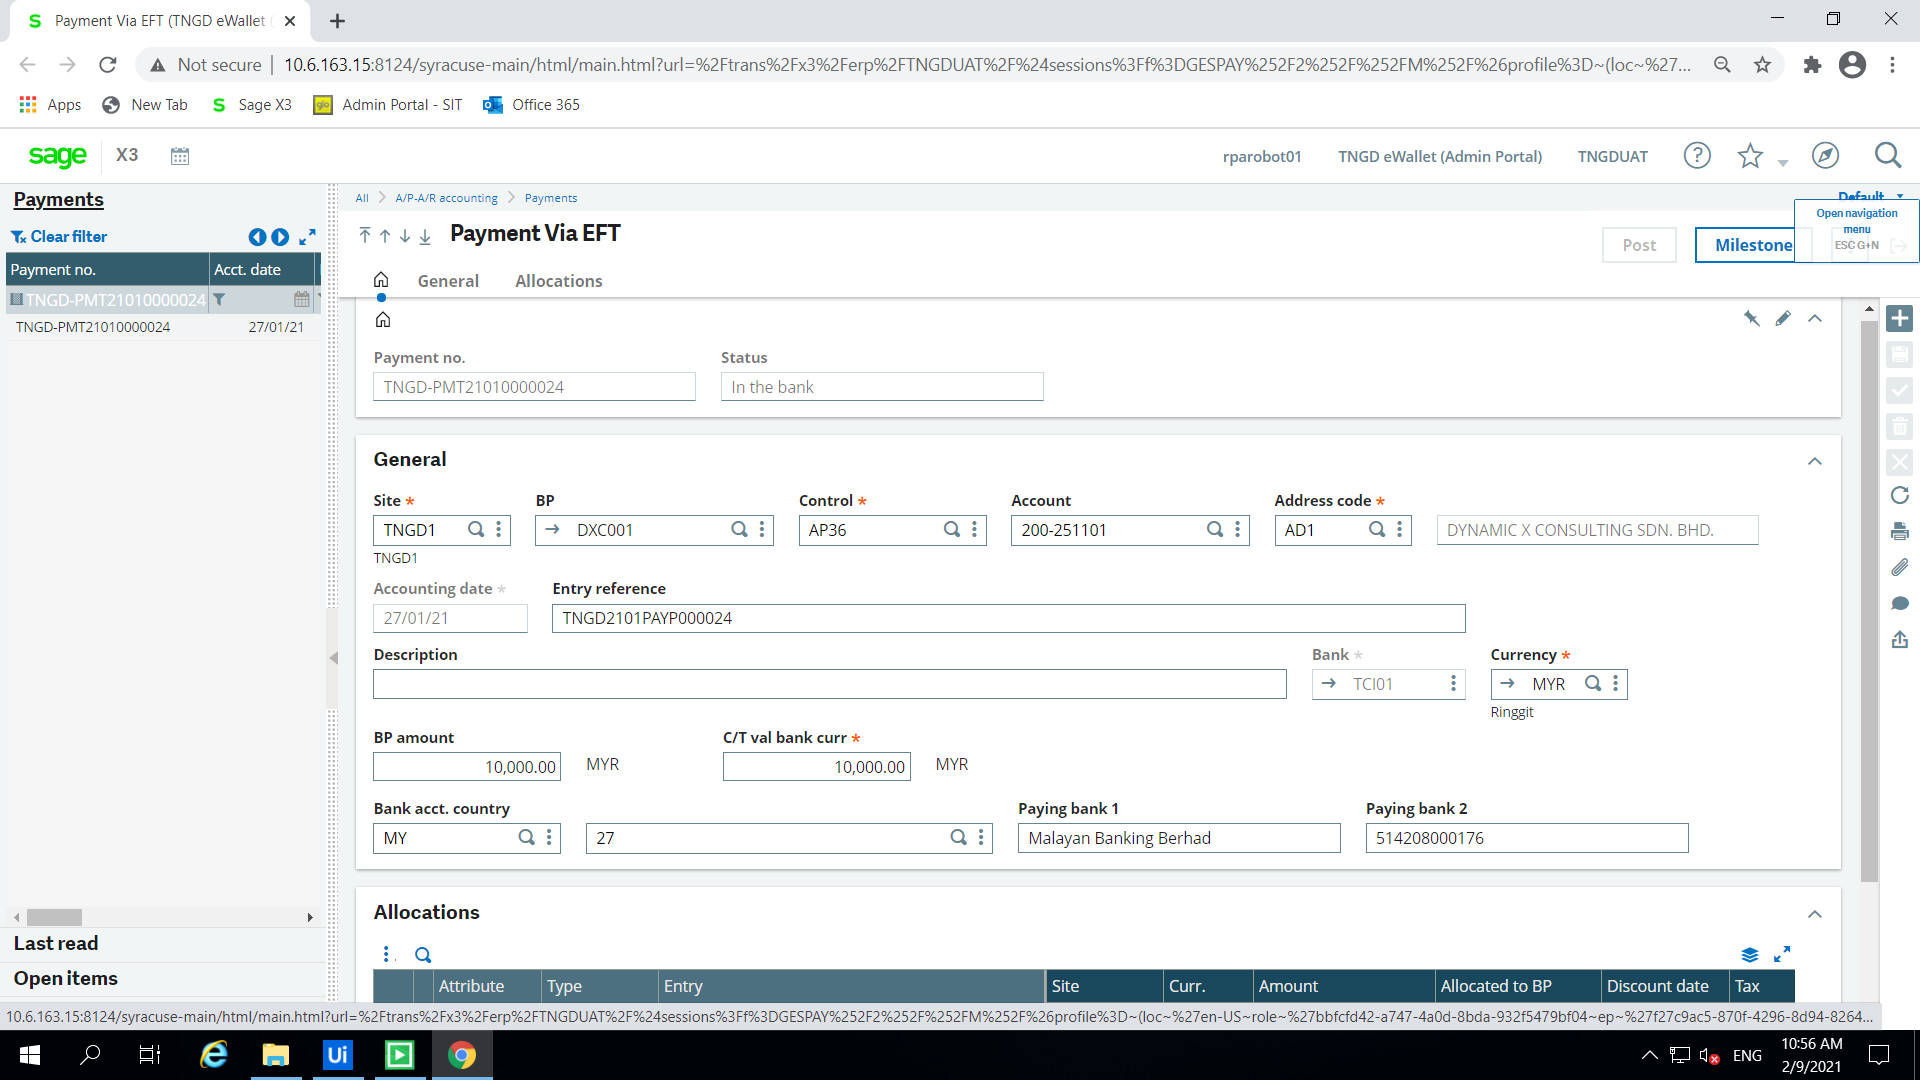 Payment Via EFT (TNGD eWallet (
Not secure
10.6.163.15:8124/syracuse-main/html/main.html?url=%2Ftrans%2Fx3%2Ferp%2FTNGDUAT%2F%24sessions%3Ff%3DGESPAY%252F2%252F%252FM%252F%26profile%3D~(loc~%27...
Apps
New Tab
Sage X3
Admin Portal - SIT
Office 365
sage
X3
rparobot01
TNGD eWallet (Admin Portal)
TNGDUAT
Payments
Clear filter
Payment no.
Acct. date
TNGD-PMT21010000024
TNGD-PMT21010000024 27/01/21
Last read
Open items
All
A/P-A/R accounting
Payments
Default
Payment Via EFT
Post
Milestone
Open navigation
menu
ESC G+N
General
Allocations
Payment no.
Status
TNGD-PMT21010000024
In the bank
General
Site *
BP
Control *
Account
Address code *
TNGD1
DXC001
AP36
200-251101
AD1
DYNAMIC X CONSULTING SDN. BHD.
TNGD1
Accounting date *
Entry reference
27/01/21
TNGD2101PAYP000024
Description
Bank *
Currency *
TCI01
MYR
Ringgit
BP amount
C/T val bank curr *
10,000.00
MYR
10,000.00
MYR
Bank acct. country
Paying bank 1
Paying bank 2
MY
27
Malayan Banking Berhad
514208000176
Allocations
Attribute
Type
Entry
Site
Curr.
Amount
Allocated to BP
Discount date
Tax
10.6.163.15:8124/syracuse-main/html/main.html?url=%2Ftrans%2Fx3%2Ferp%2FTNGDUAT%2F%24sessions%3Ff%3DGESPAY%252F2%252F%252FM%252F%26profile%3D~(loc~%27en-US~role~%27bbfcfd42-a747-4a0d-8bda-932f5479bf04~ep~%27f27c9ac5-870f-4296-8d94-8264...
Ui
ENG
10:56 AM
2/9/2021